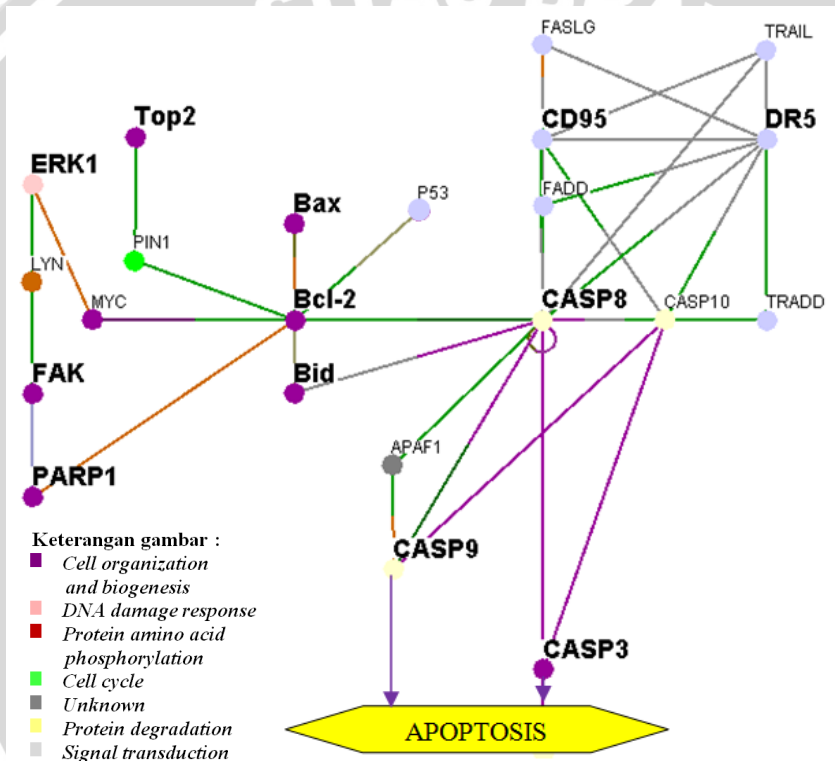 FASLG
TRAIL
Top2
CD95
DR5
ERK1
Bax
P53
FADD
PIN1
LYN
MYC
Bcl-2
CASP8
CASP10
TRADD
FAK
Bid
APAF1
PARP1
CASP9
Keterangan gambar :
Cell organization
and biogenesis
DNA damage response
Protein amino acid
phosphorylation
Cell cycle
Unknown
Protein degradation
Signal transduction
CASP3
APOPTOSIS